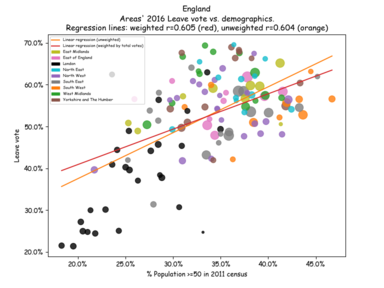 England
Areas' 2016 Leave vote vs. demographics.
Regression lines: weighted r=0.605 (red), unweighted r=0.604 (orange)
70.0%
60.0%
50.0%
40.0%
30.0%
20.0%
Leave vote
Linear regression (unweighted)
Linear regression (weighted by total votes)
East Midlands
East of England
London
North East
North West
South East
South West
West Midlands
Yorkshire and The Humber
20.0%
25.0%
30.0%
35.0%
40.0%
45.0%
% Population >=50 in 2011 census